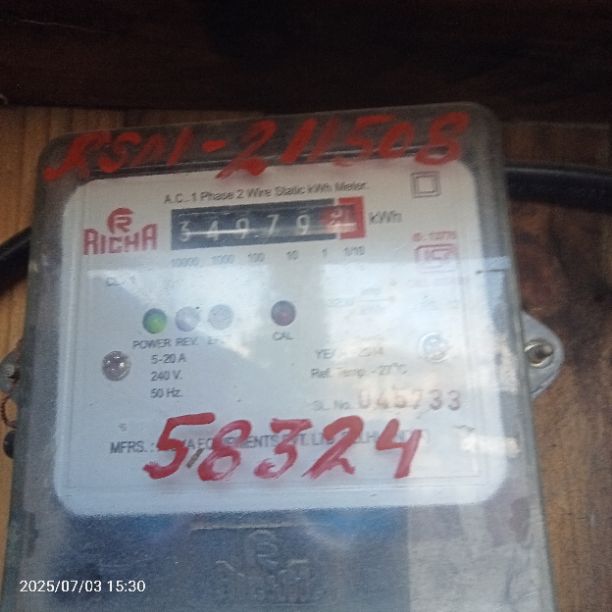 RSM-211508
A.C. 1 Phase 2 Wire Static kWh Meter.
RICHA
34979
kWh
10000 1000 100 10 1 1/10
POWER REV. CAL
5-20 A
240 V.
50 Hz.
Ref. Temp. - 27°C
SL. No. 045733
MFRS. :
58324
2025/07/03 15:30